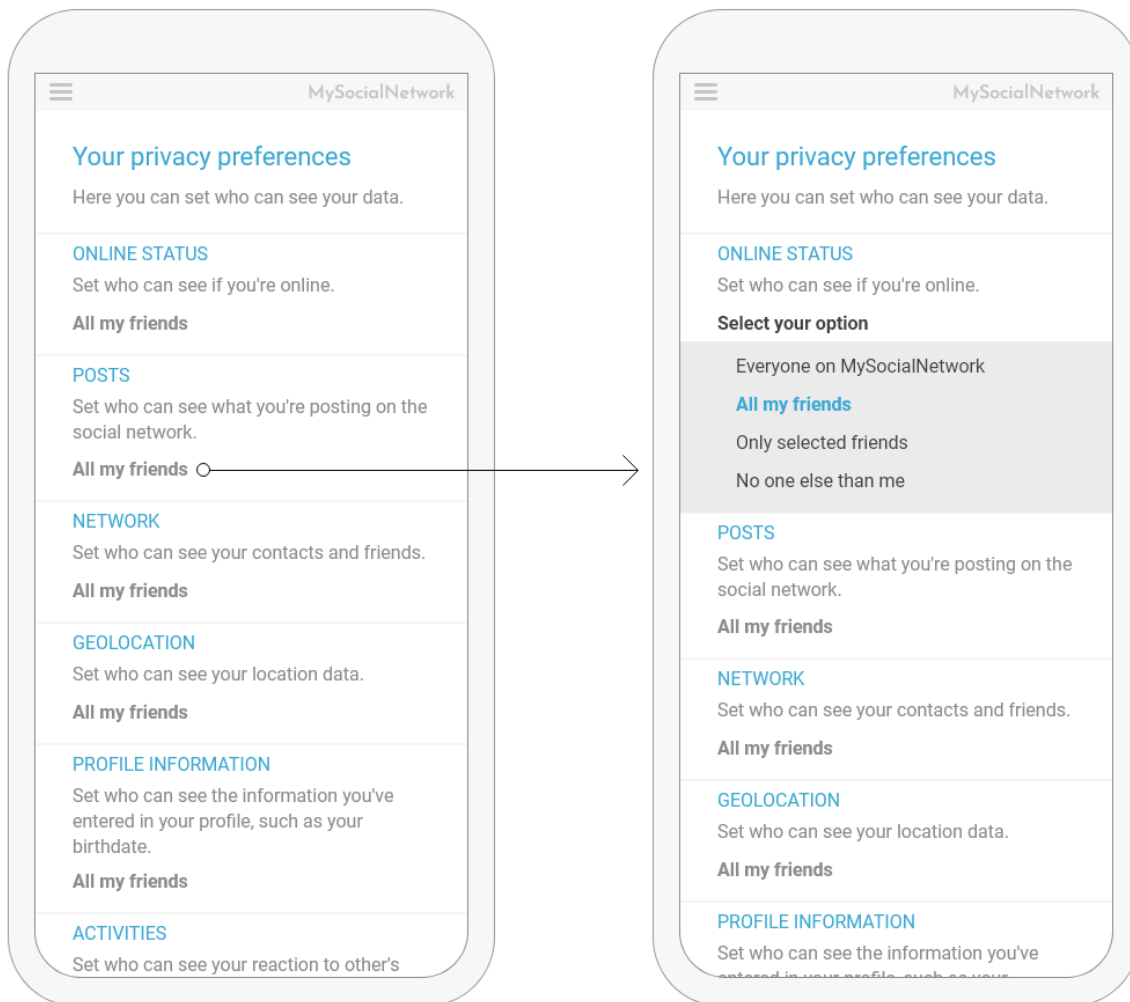 MySocialNetwork
Your privacy preferences
Here you can set who can see your data.
ONLINE STATUS
Set who can see if you're online.
All my friends
POSTS
Set who can see what you're posting on the
social network.
All my friends
NETWORK
Set who can see your contacts and friends.
All my friends
GEOLOCATION
Set who can see your location data.
All my friends
PROFILE INFORMATION
Set who can see the information you've
entered in your profile, such as your
birthdate.
All my friends
ACTIVITIES
Set who can see your reaction to other's
MySocialNetwork
Your privacy preferences
Here you can set who can see your data.
ONLINE STATUS
Set who can see if you're online.
Select your option
Everyone on MySocialNetwork
All my friends
Only selected friends
No one else than me
POSTS
Set who can see what you're posting on the
social network.
All my friends
NETWORK
Set who can see your contacts and friends.
All my friends
GEOLOCATION
Set who can see your location data.
All my friends
PROFILE INFORMATION
Set who can see the information you've
entered in your profile, such as your